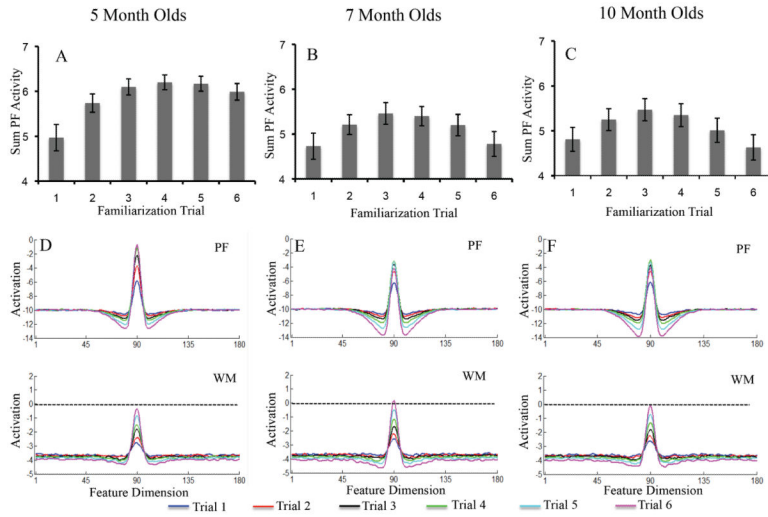 5 Month Olds
7 Month Olds
10 Month Olds
A
Sum PF Activity
7
6
5
4
1 2 3 4 5 6
Familiarization Trial
B
Sum PF Activity
7
6
5
4
1 2 3 4 5 6
Familiarization Trial
C
Sum PF Activity
7
6
5
4
1 2 3 4 5 6
Familiarization Trial
D
PF
Activation
0
-2
-4
-6
-8
-10
-12
-14
1 45 90 135 180
E
PF
Activation
0
-2
-4
-6
-8
-10
-12
-14
1 45 90 135 180
F
PF
Activation
0
-2
-4
-6
-8
-10
-12
-14
1 45 90 135 180
WM
Activation
2
1
0
-1
-2
-3
-4
-5
1 45 90 135 180
Feature Dimension
WM
Activation
2
1
0
-1
-2
-3
-4
-5
1 45 90 135 180
Feature Dimension
WM
Activation
2
1
0
-1
-2
-3
-4
-5
1 45 90 135 180
Feature Dimension
Trial 1 Trial 2 Trial 3 Trial 4 Trial 5 Trial 6